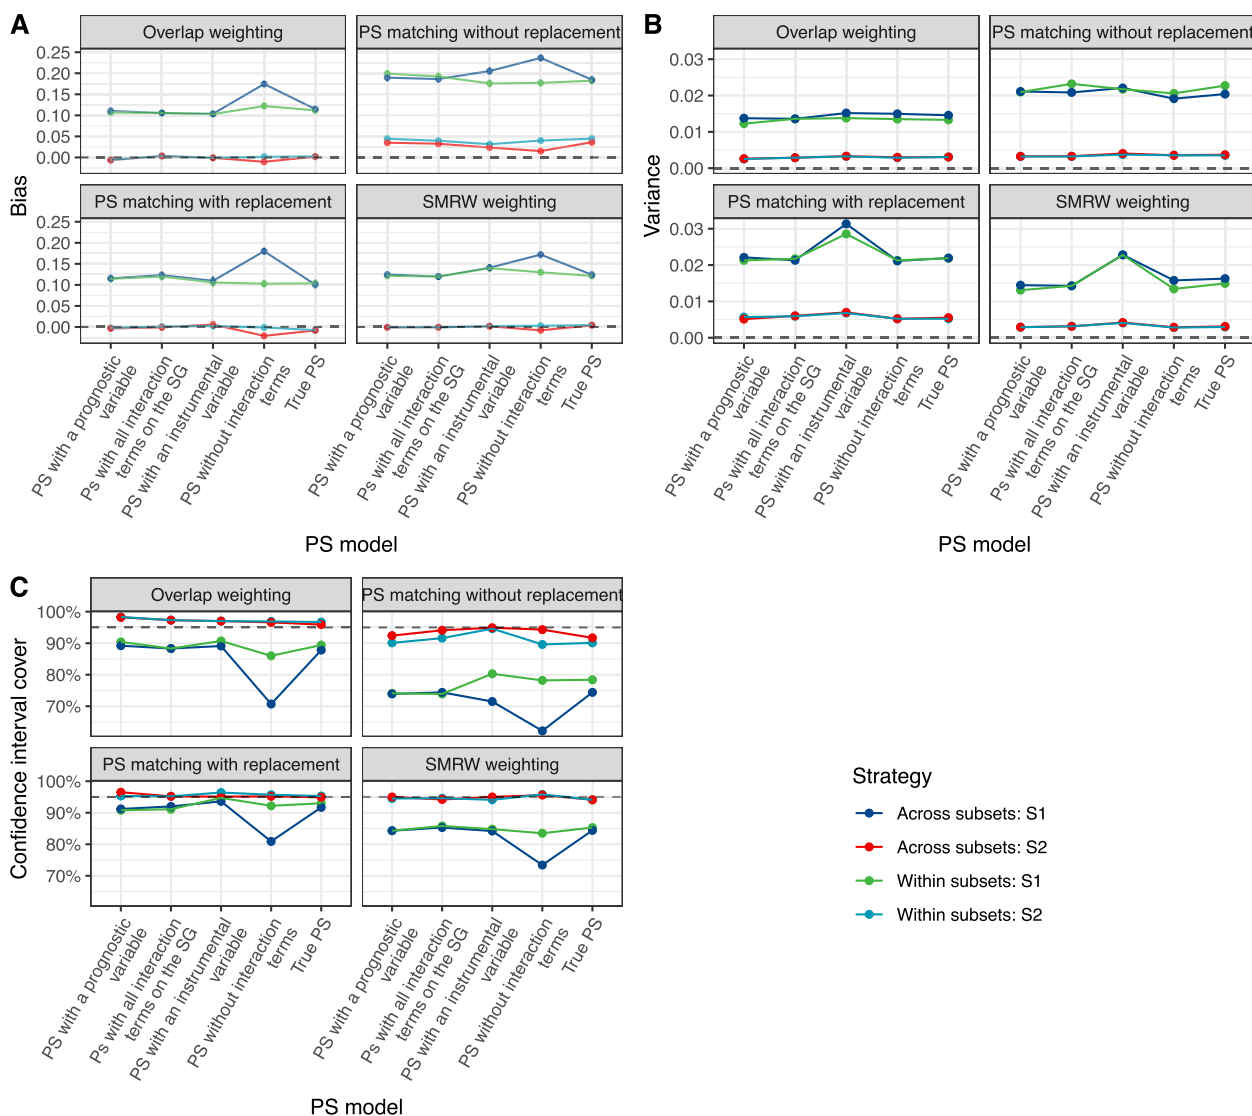 A
Overlap weighting
PS matching without replacement
0.25
0.20
0.15
0.10
0.05
0.00
PS matching with replacement
SMRW weighting
0.25
0.20
0.15
0.10
0.05
0.00
Bias
PS with a prognostic
variable
Ps with all interaction
terms on the SG
PS with an instrumental
variable
PS without interaction
terms
True PS
PS with a prognostic
variable
Ps with all interaction
terms on the SG
PS with an instrumental
variable
PS without interaction
terms
True PS
PS model
B
Overlap weighting
PS matching without replacement
0.03
0.02
0.01
0.00
PS matching with replacement
SMRW weighting
0.03
0.02
0.01
0.00
Variance
PS with a prognostic
variable
Ps with all interaction
terms on the SG
PS with an instrumental
variable
PS without interaction
terms
True PS
PS with a prognostic
variable
Ps with all interaction
terms on the SG
PS with an instrumental
variable
PS without interaction
terms
True PS
PS model
C
Overlap weighting
PS matching without replacement
100%
90%
80%
70%
PS matching with replacement
SMRW weighting
100%
90%
80%
70%
Confidence interval cover
PS with a prognostic
variable
Ps with all interaction
terms on the SG
PS with an instrumental
variable
PS without interaction
terms
True PS
PS with a prognostic
variable
Ps with all interaction
terms on the SG
PS with an instrumental
variable
PS without interaction
terms
True PS
PS model
Strategy
Across subsets: S1
Across subsets: S2
Within subsets: S1
Within subsets: S2